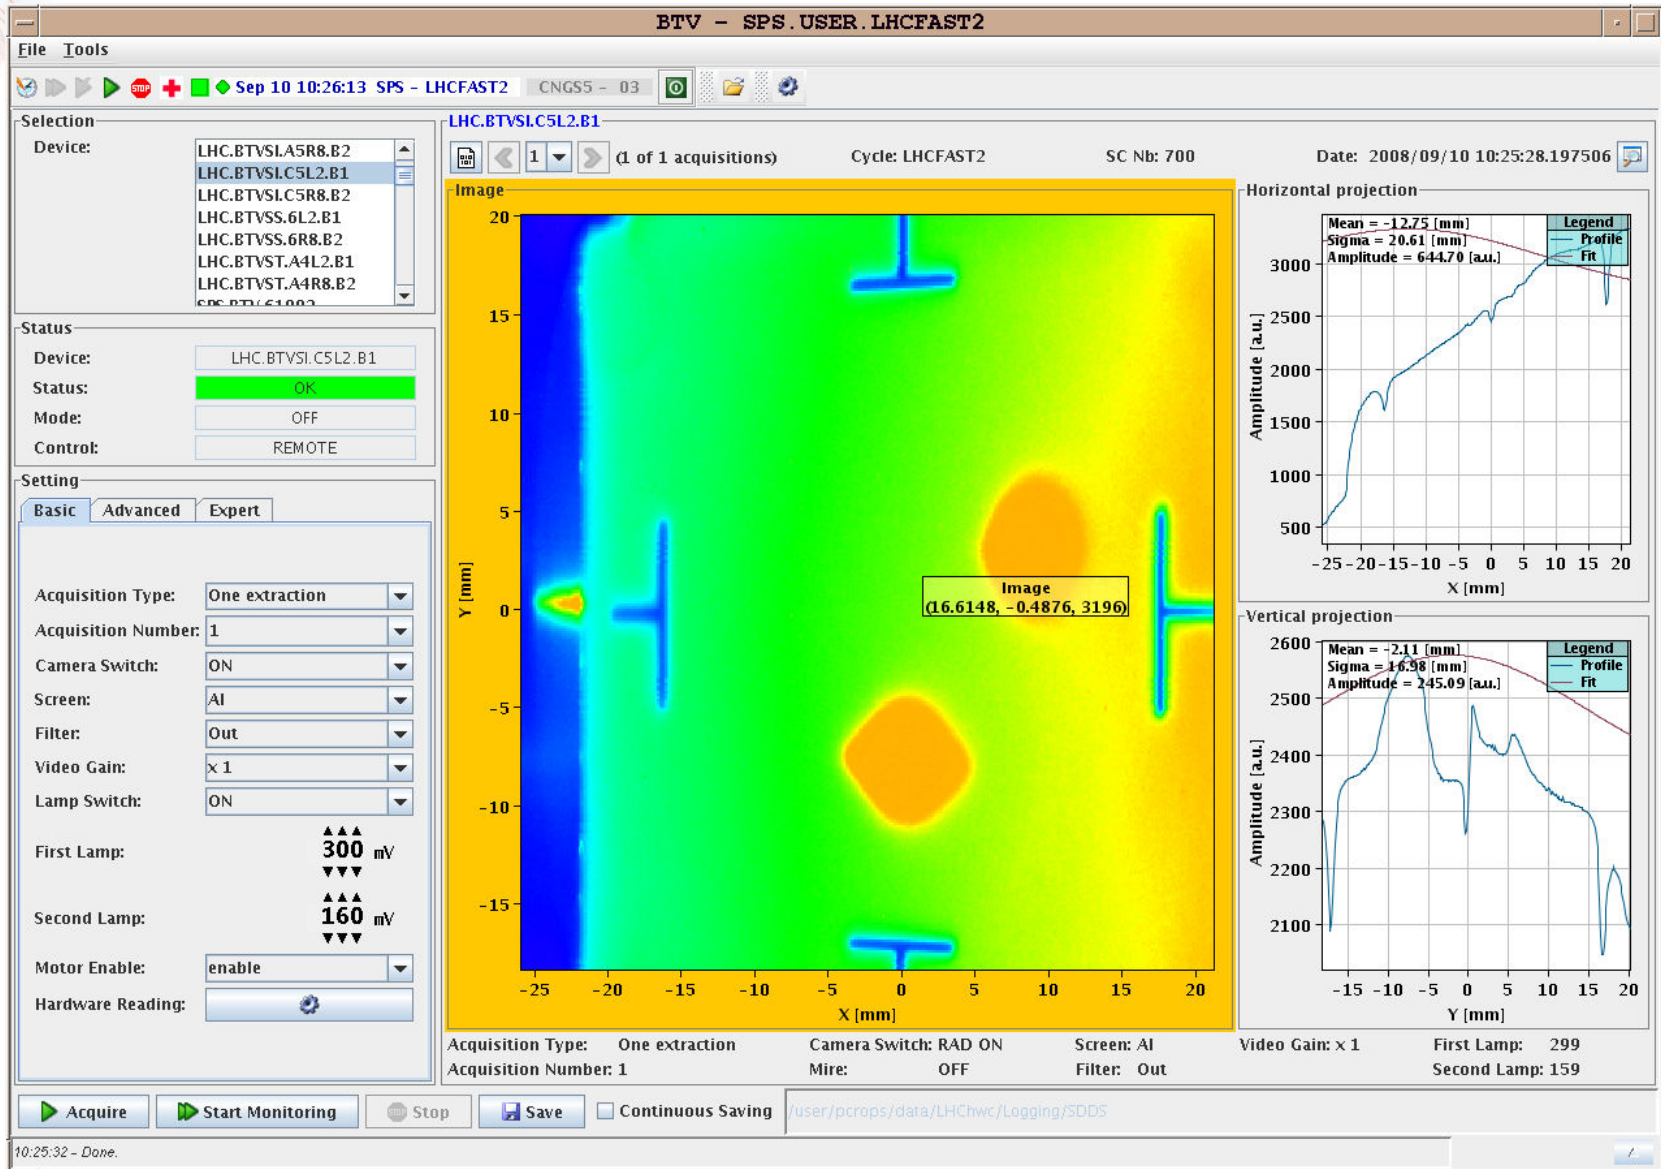 BTV - SPS.USER.LHCFAST2
File Tools
STOP Sep 10 10:26:13 SPS - LHCFAST2 CNGS5 - 03
Selection
Device:
LHC.BTVSI.A5R8.B2
LHC.BTVSI.C5L2.B1
LHC.BTVSI.C5R8.B2
LHC.BTVSS.6L2.B1
LHC.BTVSS.6R8.B2
LHC.BTVST.A4L2.B1
LHC.BTVST.A4R8.B2
Status
Device: LHC.BTVSI.C5L2.B1
Status: OK
Mode: OFF
Control: REMOTE
Setting
Basic Advanced Expert
Acquisition Type: One extraction
Acquisition Number: 1
Camera Switch: ON
Screen: Al
Filter: Out
Video Gain: x 1
Lamp Switch: ON
First Lamp: 300 mV
Second Lamp: 160 mV
Motor Enable: enable
Hardware Reading:
LHC.BTVSI.C5L2.B1
1 (1 of 1 acquisitions) Cycle: LHCFAST2 SC Nb: 700 Date: 2008/09/10 10:25:28.197506
Image
20
15
10
5
0
-5
-10
-15
Y [mm]
Image
(16.6148, -0.4876, 3196)
-25 -20 -15 -10 -5 0 5 10 15 20
X [mm]
Horizontal projection
Mean = -12.75 [mm]
Sigma = 20.61 [mm]
Amplitude = 644.70 [a.u.]
Legend
Profile
Fit
3000
2500
2000
1500
1000
500
Amplitude [a.u.]
-25 -20 -15 -10 -5 0 5 10 15 20
X [mm]
Vertical projection
Mean = -2.11 [mm]
Sigma = 16.98 [mm]
Amplitude = 245.09 [a.u.]
Legend
Profile
Fit
2600
2500
2400
2300
2200
2100
Amplitude [a.u.]
-15 -10 -5 0 5 10 15 20
Y [mm]
Acquisition Type: One extraction Camera Switch: RAD ON Screen: Al Video Gain: x 1 First Lamp: 299
Acquisition Number: 1 Mire: OFF Filter: Out Second Lamp: 159
Acquire Start Monitoring Stop Save Continuous Saving /user/pcrops/data/LHChwc/Logging/SDDS
10:25:32 - Done.